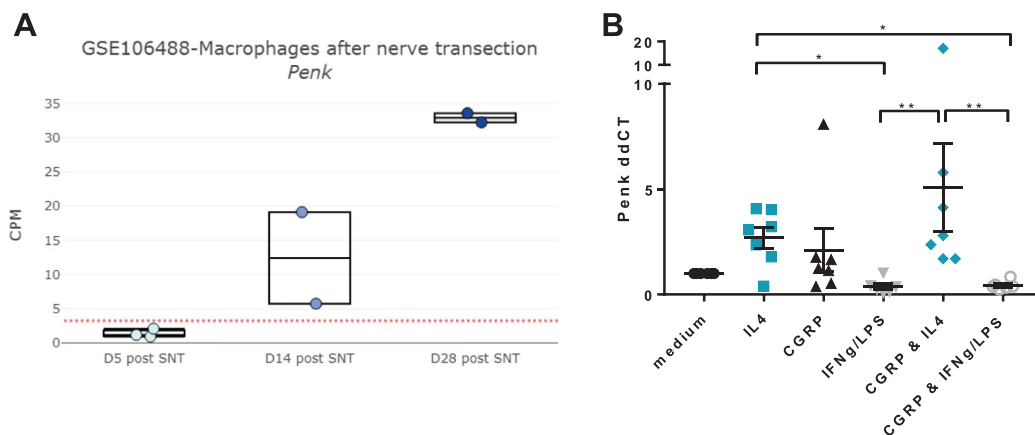 A
GSE106488-Macrophages after nerve transection
Penk
CPM
35
30
25
20
15
10
5
0
D5 post SNT
D14 post SNT
D28 post SNT
B
Penk ddCT
20
10
10
5
0
*
*
**
**
medium
IL4
CGRP
IFNg/LPS
CGRP & IL4
CGRP & IFNg/LPS